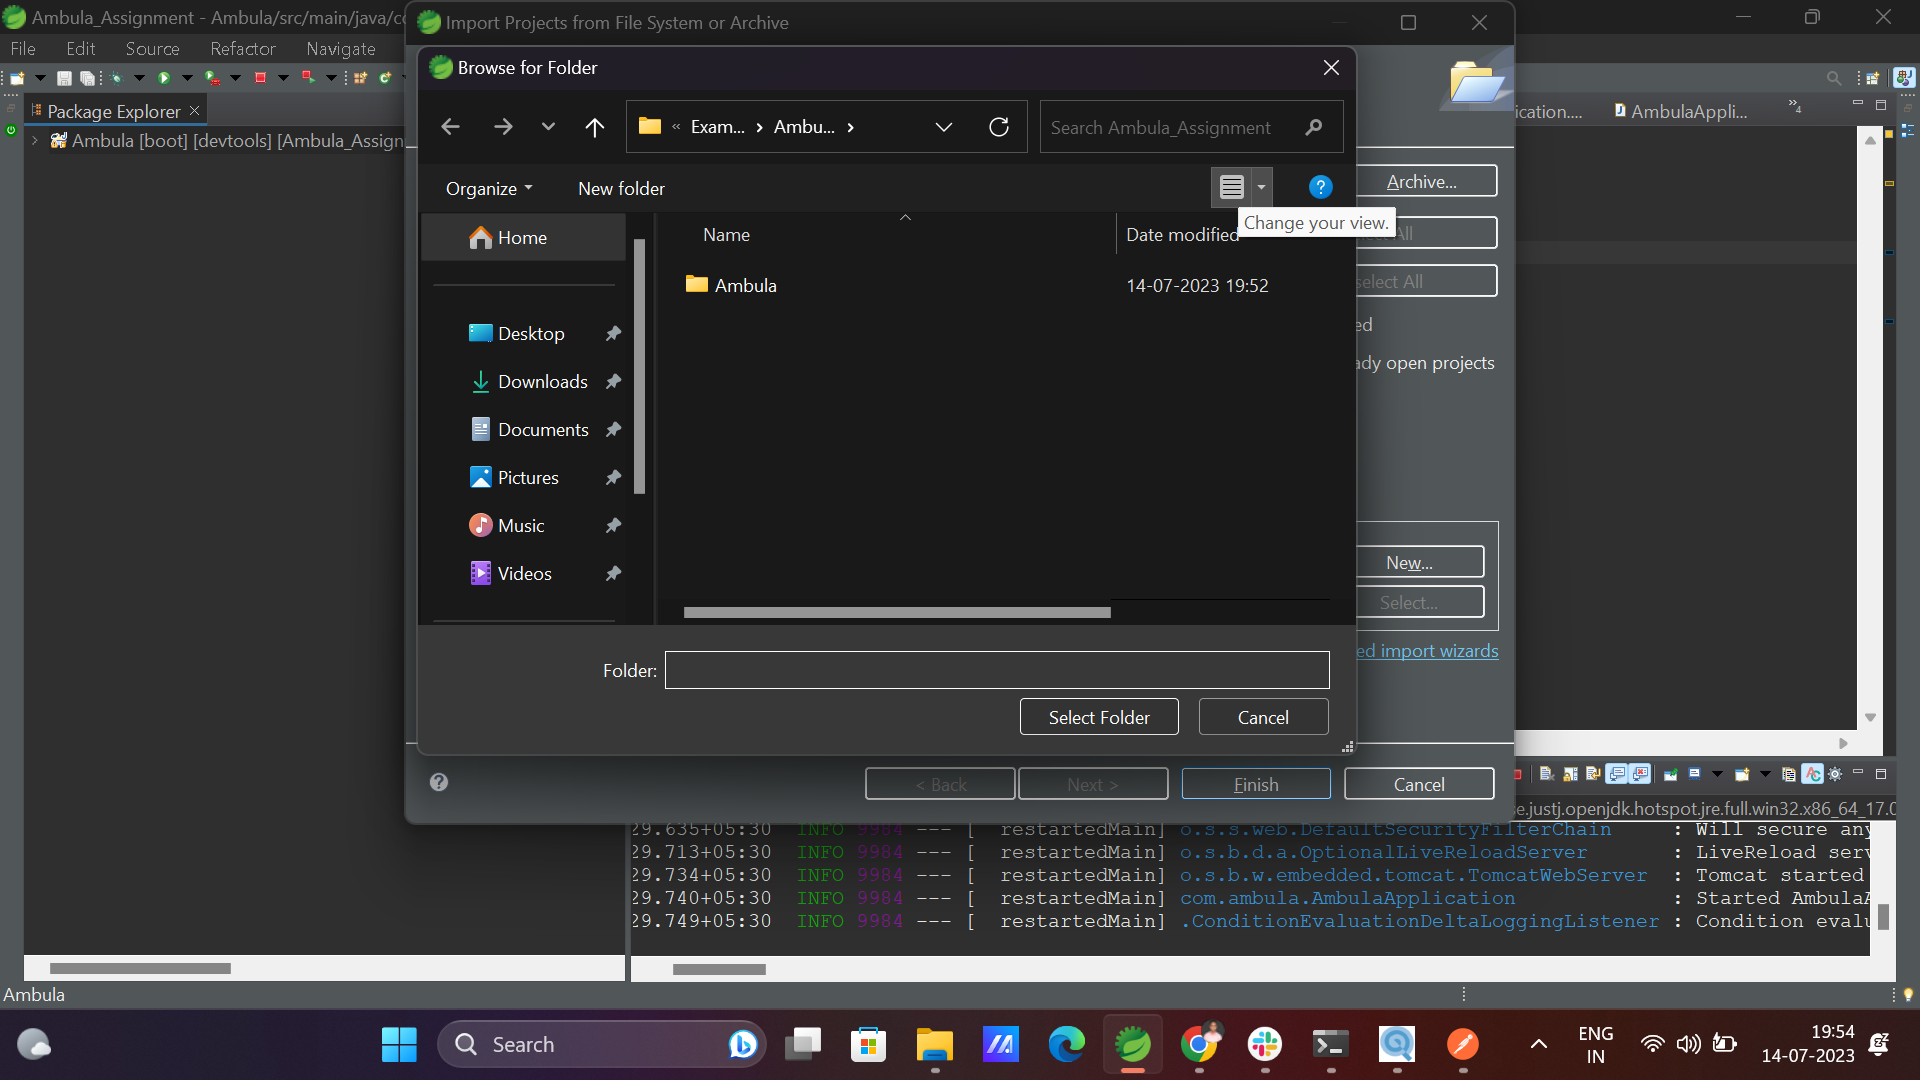 Ambula_Assignment - Ambula/src/main/java/c
Import Projects from File System or Archive
File Edit Source Refactor Navigate
Browse for Folder
Package Explorer
Ambula [boot] [devtools] [Ambula_Assign
« Exam... › Ambu... ›
Search Ambula_Assignment
ication....
AmbulaAppli...
»4
Organize
New folder
Archive...
Change your view.
All
Home
Name
Date modified
Ambula
14-07-2023 19:52
select All
ed
Desktop
ady open projects
Downloads
Documents
Pictures
Music
Videos
New...
Select...
ed import wizards
Folder:
Select Folder
Cancel
< Back
Next >
Finish
Cancel
e.justj.openjdk.hotspot.jre.full.win32.x86_64_17.0
29.635+05:30 INFO 9984 --- [ restartedMain] o.s.s.web.DefaultSecurityFilterChain : Will secure any
29.713+05:30 INFO 9984 --- [ restartedMain] o.s.b.d.a.OptionalLiveReloadServer : LiveReload serv
29.734+05:30 INFO 9984 --- [ restartedMain] o.s.b.w.embedded.tomcat.TomcatWebServer : Tomcat started
29.740+05:30 INFO 9984 --- [ restartedMain] com.ambula.AmbulaApplication : Started AmbulaA
29.749+05:30 INFO 9984 --- [ restartedMain] .ConditionEvaluationDeltaLoggingListener : Condition evalu
Ambula
Search
ENG
IN
19:54
14-07-2023